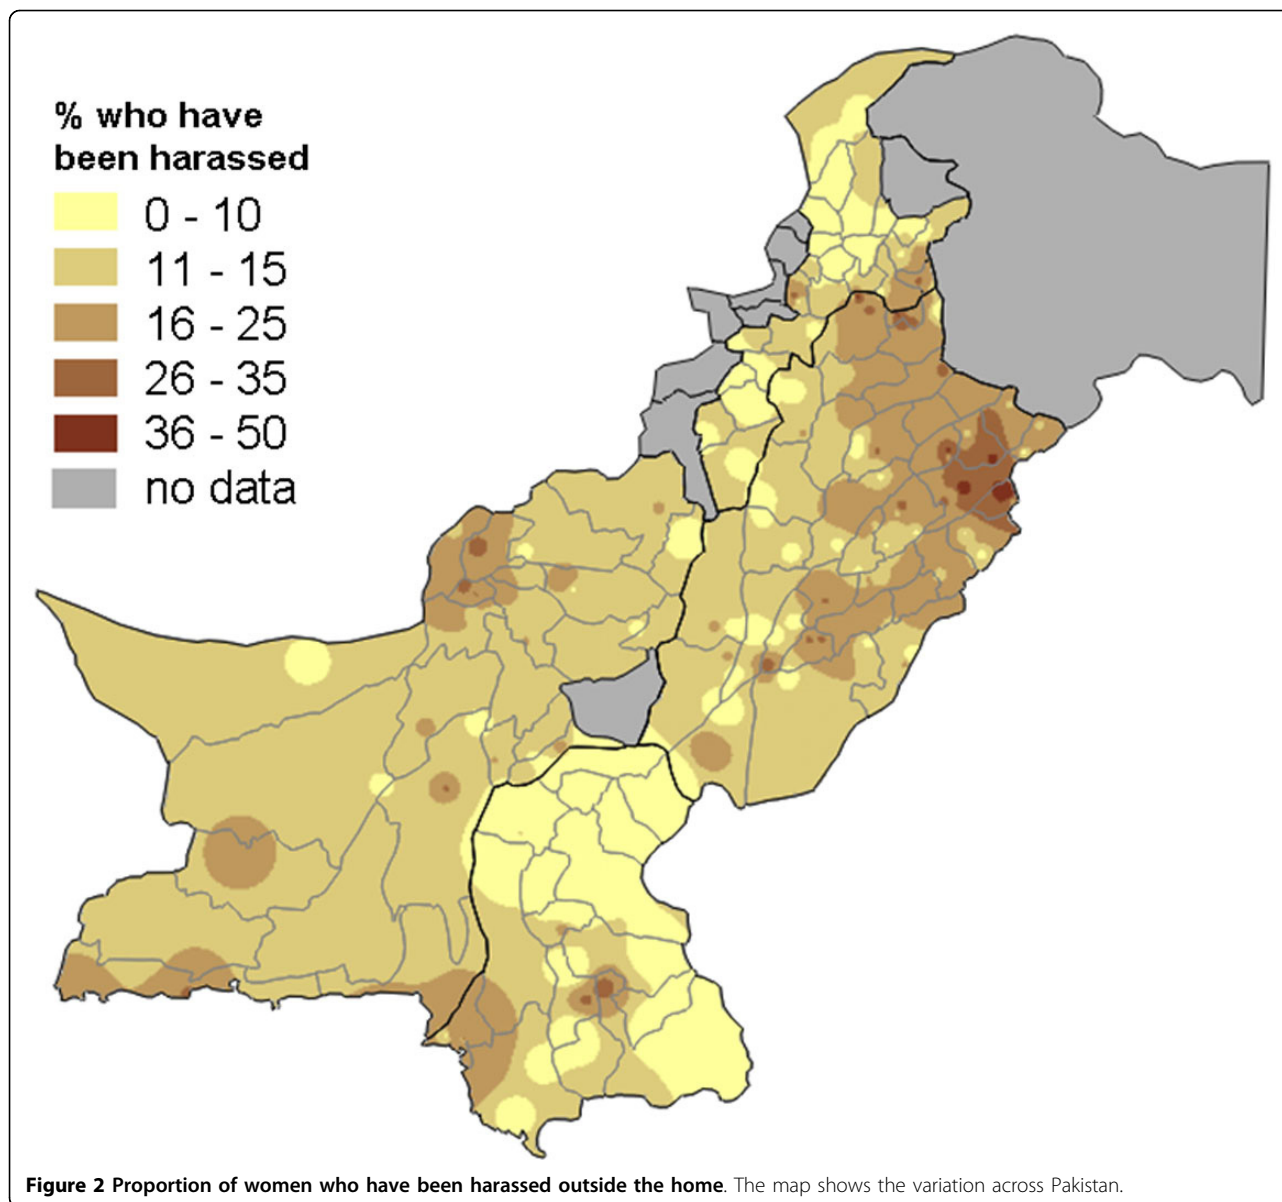 % who have
been harassed
0 - 10
11 - 15
16 - 25
26 - 35
36 - 50
no data
Figure 2 Proportion of women who have been harassed outside the home. The map shows the variation across Pakistan.